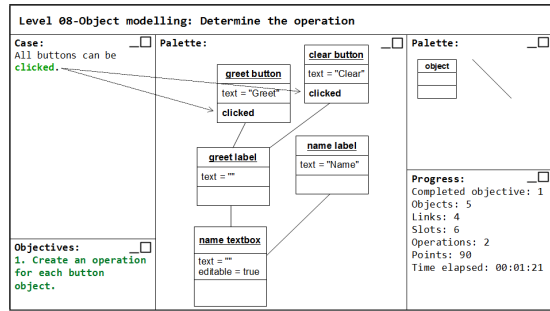 Level 08-Object modelling: Determine the operation
Case:
All buttons can be
clicked.
Objectives:
1. Create an operation
for each button
object.
Palette:
clear button
text = "Clear"
clicked
greet button
text = "Greet"
clicked
greet label
text = ""
name label
text = "Name"
name textbox
text = ""
editable = true
Palette:
object
Progress:
Completed objective: 1
Objects: 5
Links: 4
Slots: 6
Operations: 2
Points: 90
Time elapsed: 00:01:21